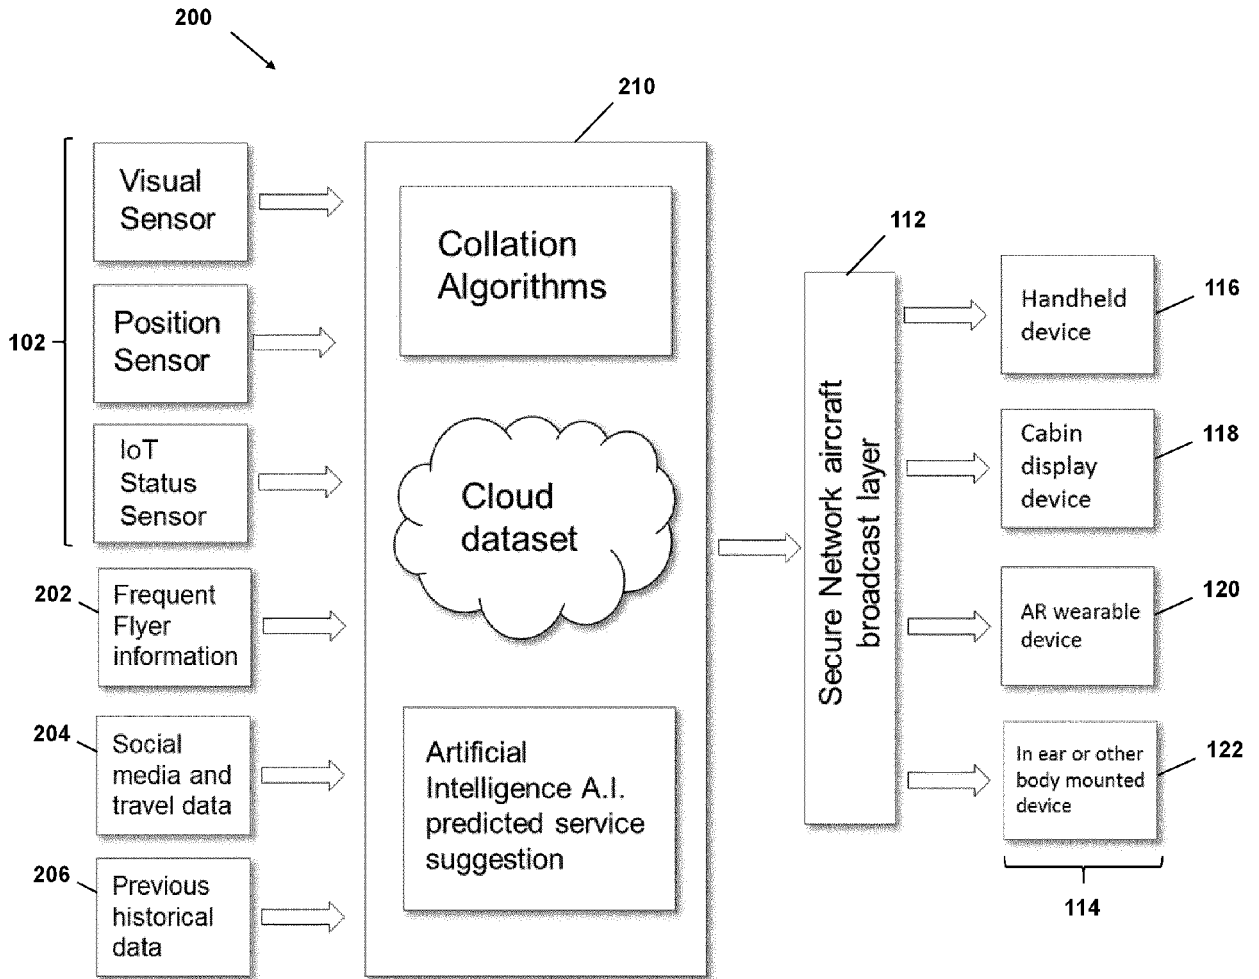 200
210
Visual
Sensor
Position
Sensor
102
IoT
Status
Sensor
202
Frequent
Flyer
information
204
Social
media and
travel data
206
Previous
historical
data
Collation
Algorithms
Cloud
dataset
Artificial
Intelligence A.I.
predicted service
suggestion
112
Secure Network aircraft
broadcast layer
Handheld
device
116
Cabin
display
device
118
AR wearable
device
120
In ear or other
body mounted
device
122
114